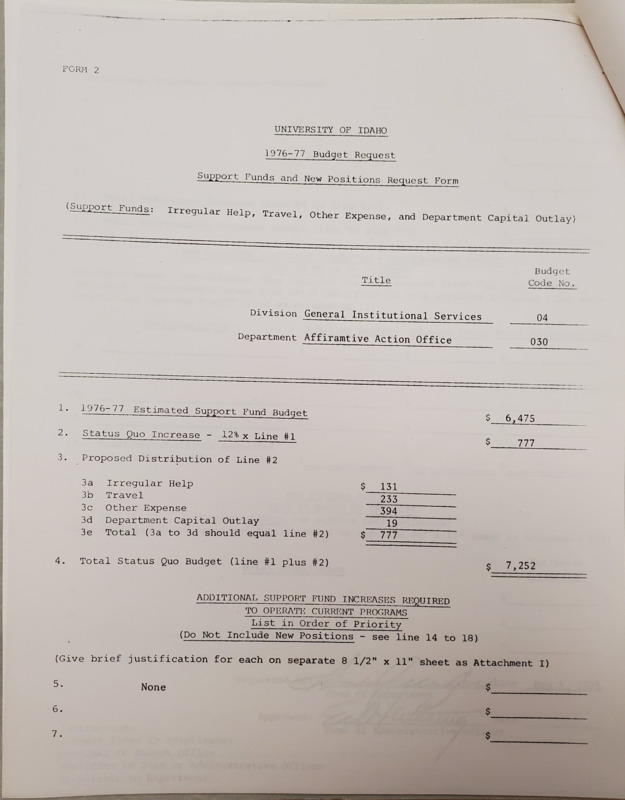 FORM 2
UNIVERSITY OF IDAHO
1976-77 Budget Request
Support Funds and New Positions Request Form
(Support Funds: Irregular Help, Travel, Other Expense, and Department Capital Outlay)
Title
Budget
Code No.
Division General Institutional Services 04
Department Affiramtive Action Office 030
1. 1976-77 Estimated Support Fund Budget $ 6,475
2. Status Quo Increase - 12% x Line #1 $ 777
3. Proposed Distribution of Line #2
3a Irregular Help $ 131
3b Travel 233
3c Other Expense 394
3d Department Capital Outlay 19
3e Total (3a to 3d should equal line #2) $ 777
4. Total Status Quo Budget (line #1 plus #2) $ 7,252
ADDITIONAL SUPPORT FUND INCREASES REQUIRED
TO OPERATE CURRENT PROGRAMS
List in Order of Priority
(Do Not Include New Positions - see line 14 to 18)
(Give brief justification for each on separate 8 1/2" x 11" sheet as Attachment I)
5. None $
6. $
7. $